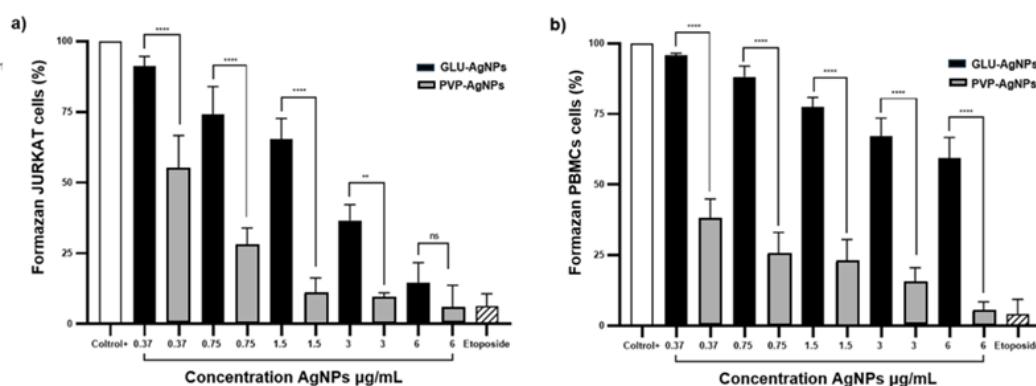 a)
Formazan JURKAT cells (%)
100
75
50
25
0
****
****
****
**
ns
GLU-AgNPs
PVP-AgNPs
Coltrol+ 0.37 0.37 0.75 0.75 1.5 1.5 3 3 6 6 Etoposide
Concentration AgNPs µg/mL
b)
Formazan PBMCs cells (%)
100
75
50
25
0
****
****
****
****
****
GLU-AgNPs
PVP-AgNPs
Coltrol+ 0.37 0.37 0.75 0.75 1.5 1.5 3 3 6 6 Etoposide
Concentration AgNPs µg/mL